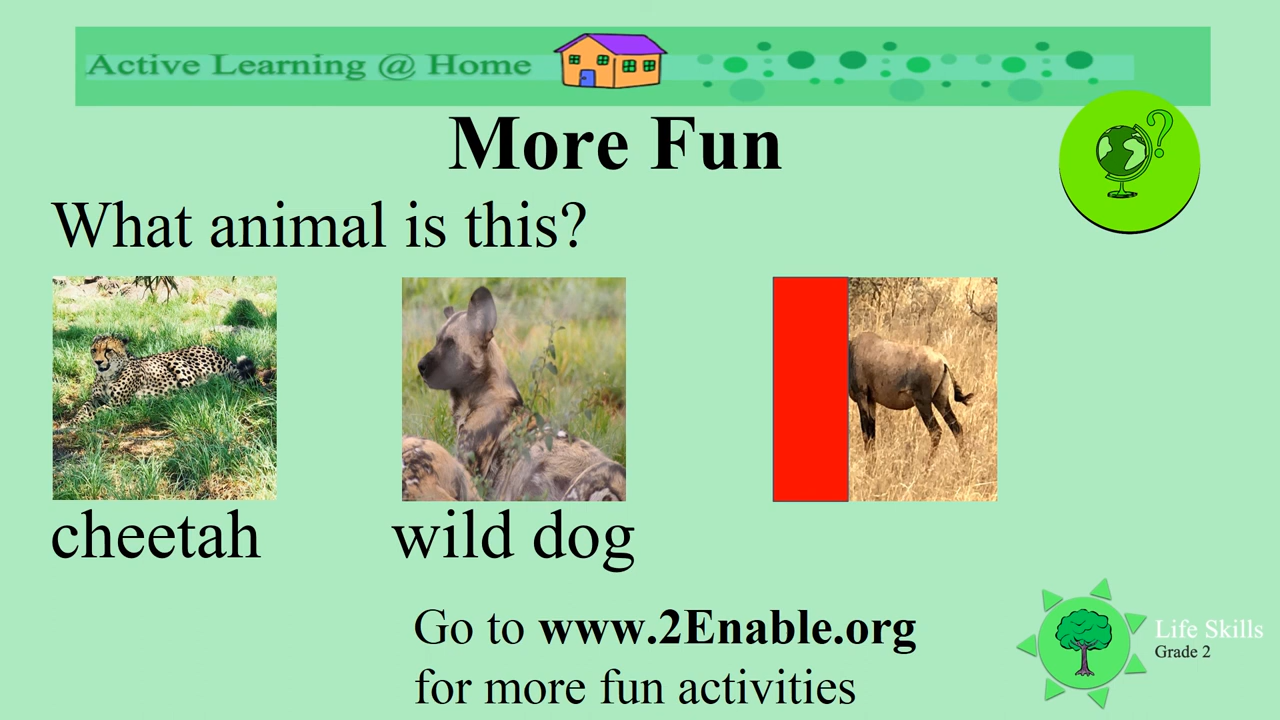 Active Learning @ Home
More Fun
What animal is this?
cheetah
wild dog
Go to www.2Enable.org
for more fun activities
Life Skills
Grade 2
?